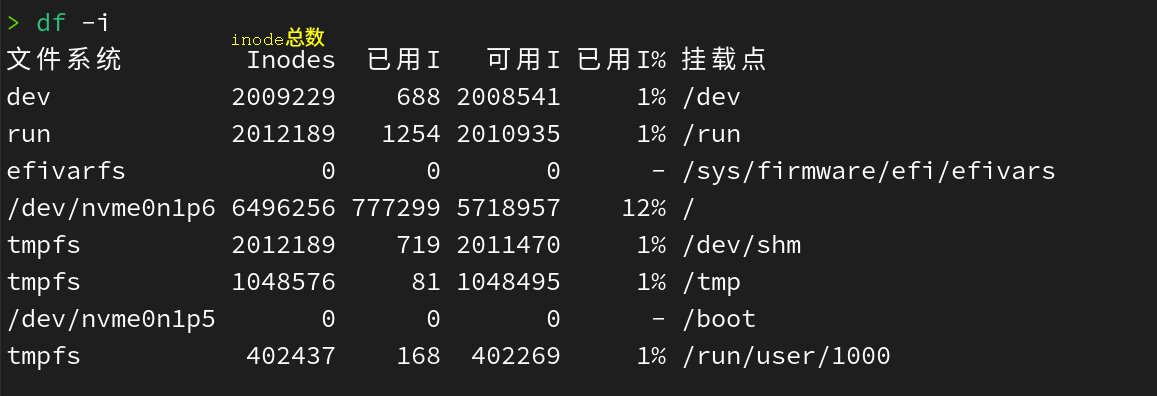 > df -i
inode总数
文件系统 Inodes 已用I 可用I 已用I% 挂载点
dev 2009229 688 2008541 1% /dev
run 2012189 1254 2010935 1% /run
efivarfs 0 0 0 - /sys/firmware/efi/efivars
/dev/nvme0n1p6 6496256 777299 5718957 12% /
tmpfs 2012189 719 2011470 1% /dev/shm
tmpfs 1048576 81 1048495 1% /tmp
/dev/nvme0n1p5 0 0 0 - /boot
tmpfs 402437 168 402269 1% /run/user/1000